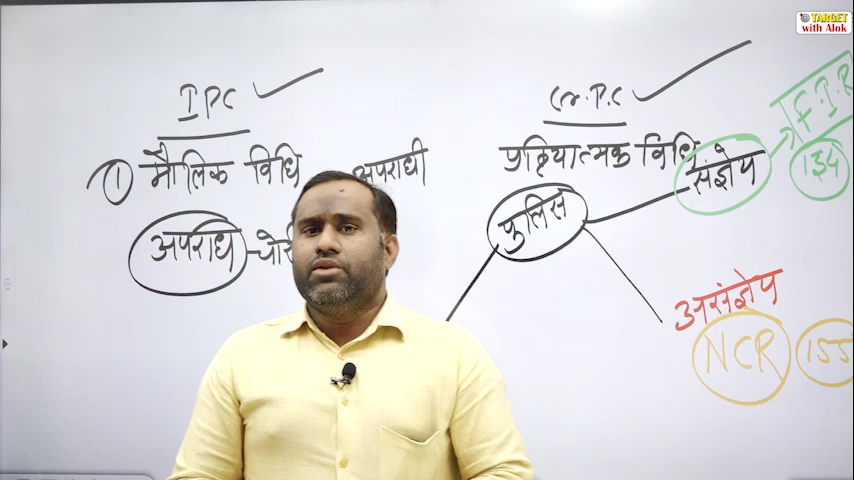 TARGET
with Alok
IPC
① मौलिक विधि अपराधी
अपराधि - चोरी
Cr.P.C
प्रक्रियात्मक विधि
पुलिस
संज्ञेय
F.I.R
154
असंज्ञेय
NCR
155